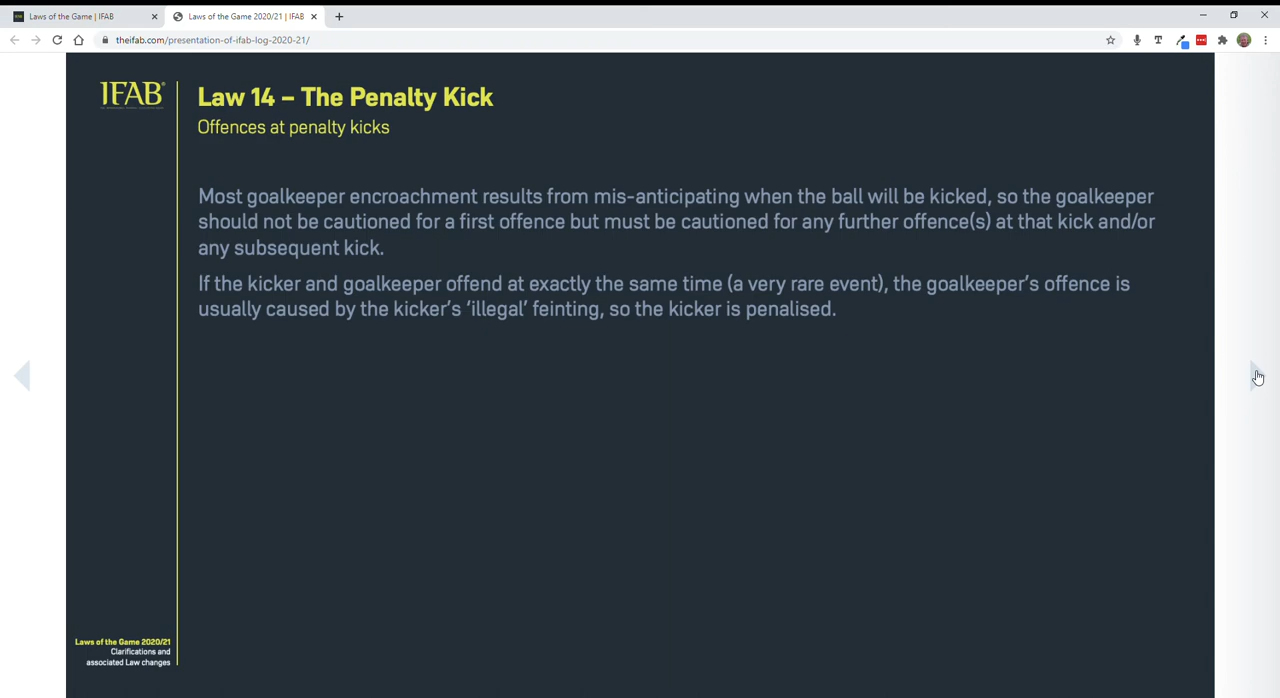 Laws of the Game | IFAB
Laws of the Game 2020/21 | IFAB
theifab.com/presentation-of-ifab-log-2020-21/
IFAB
Law 14 – The Penalty Kick
Offences at penalty kicks
Most goalkeeper encroachment results from mis-anticipating when the ball will be kicked, so the goalkeeper
should not be cautioned for a first offence but must be cautioned for any further offence(s) at that kick and/or
any subsequent kick.
If the kicker and goalkeeper offend at exactly the same time (a very rare event), the goalkeeper's offence is
usually caused by the kicker's 'illegal' feinting, so the kicker is penalised.
Laws of the Game 2020/21
Clarifications and
associated Law changes